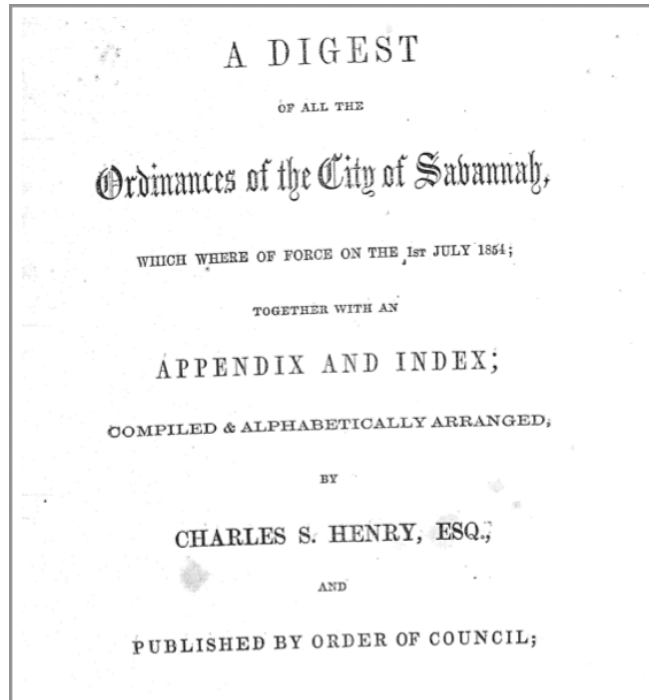 A DIGEST
OF ALL THE
Ordinances of the City of Savannah,
WHICH WHERE OF FORCE ON THE 1ST JULY 1854;
TOGETHER WITH AN
APPENDIX AND INDEX;
COMPILED & ALPHABETICALLY ARRANGED,
BY
CHARLES S. HENRY, ESQ.,
AND
PUBLISHED BY ORDER OF COUNCIL;